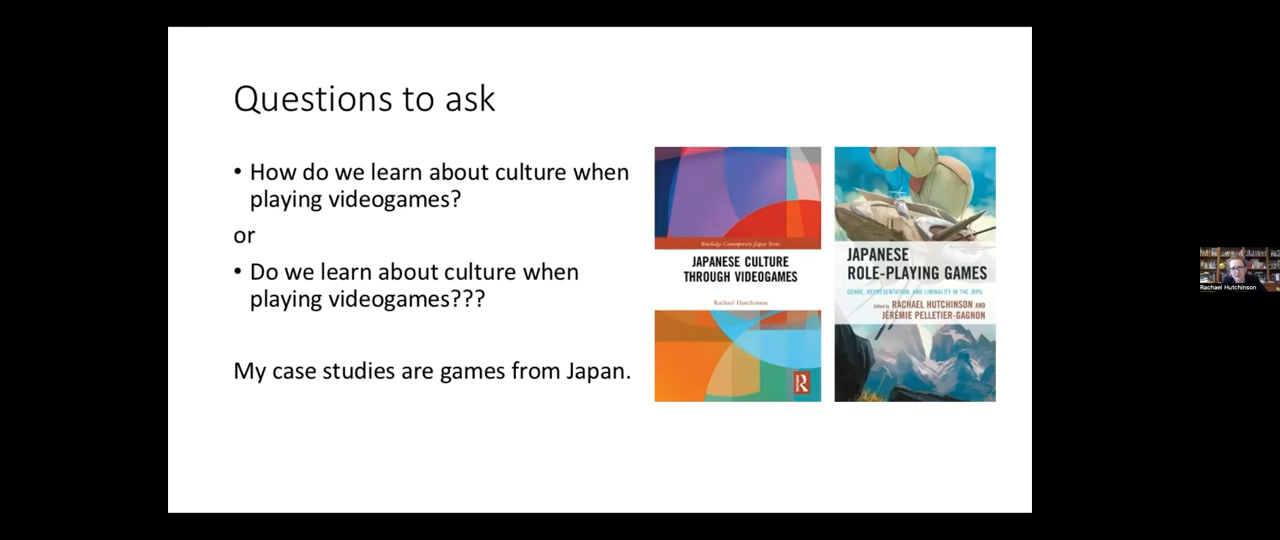 Questions to ask
• How do we learn about culture when
playing videogames?
or
• Do we learn about culture when
playing videogames???
My case studies are games from Japan.
Routledge Contemporary Japan Series
JAPANESE CULTURE
THROUGH VIDEOGAMES
Rachael Hutchinson
R
JAPANESE
ROLE-PLAYING GAMES
GENRE, REPRESENTATION, AND LIMINALITY IN THE JRPG
Edited by RACHAEL HUTCHINSON AND
JÉRÉMIE PELLETIER-GAGNON
Rachael Hutchinson